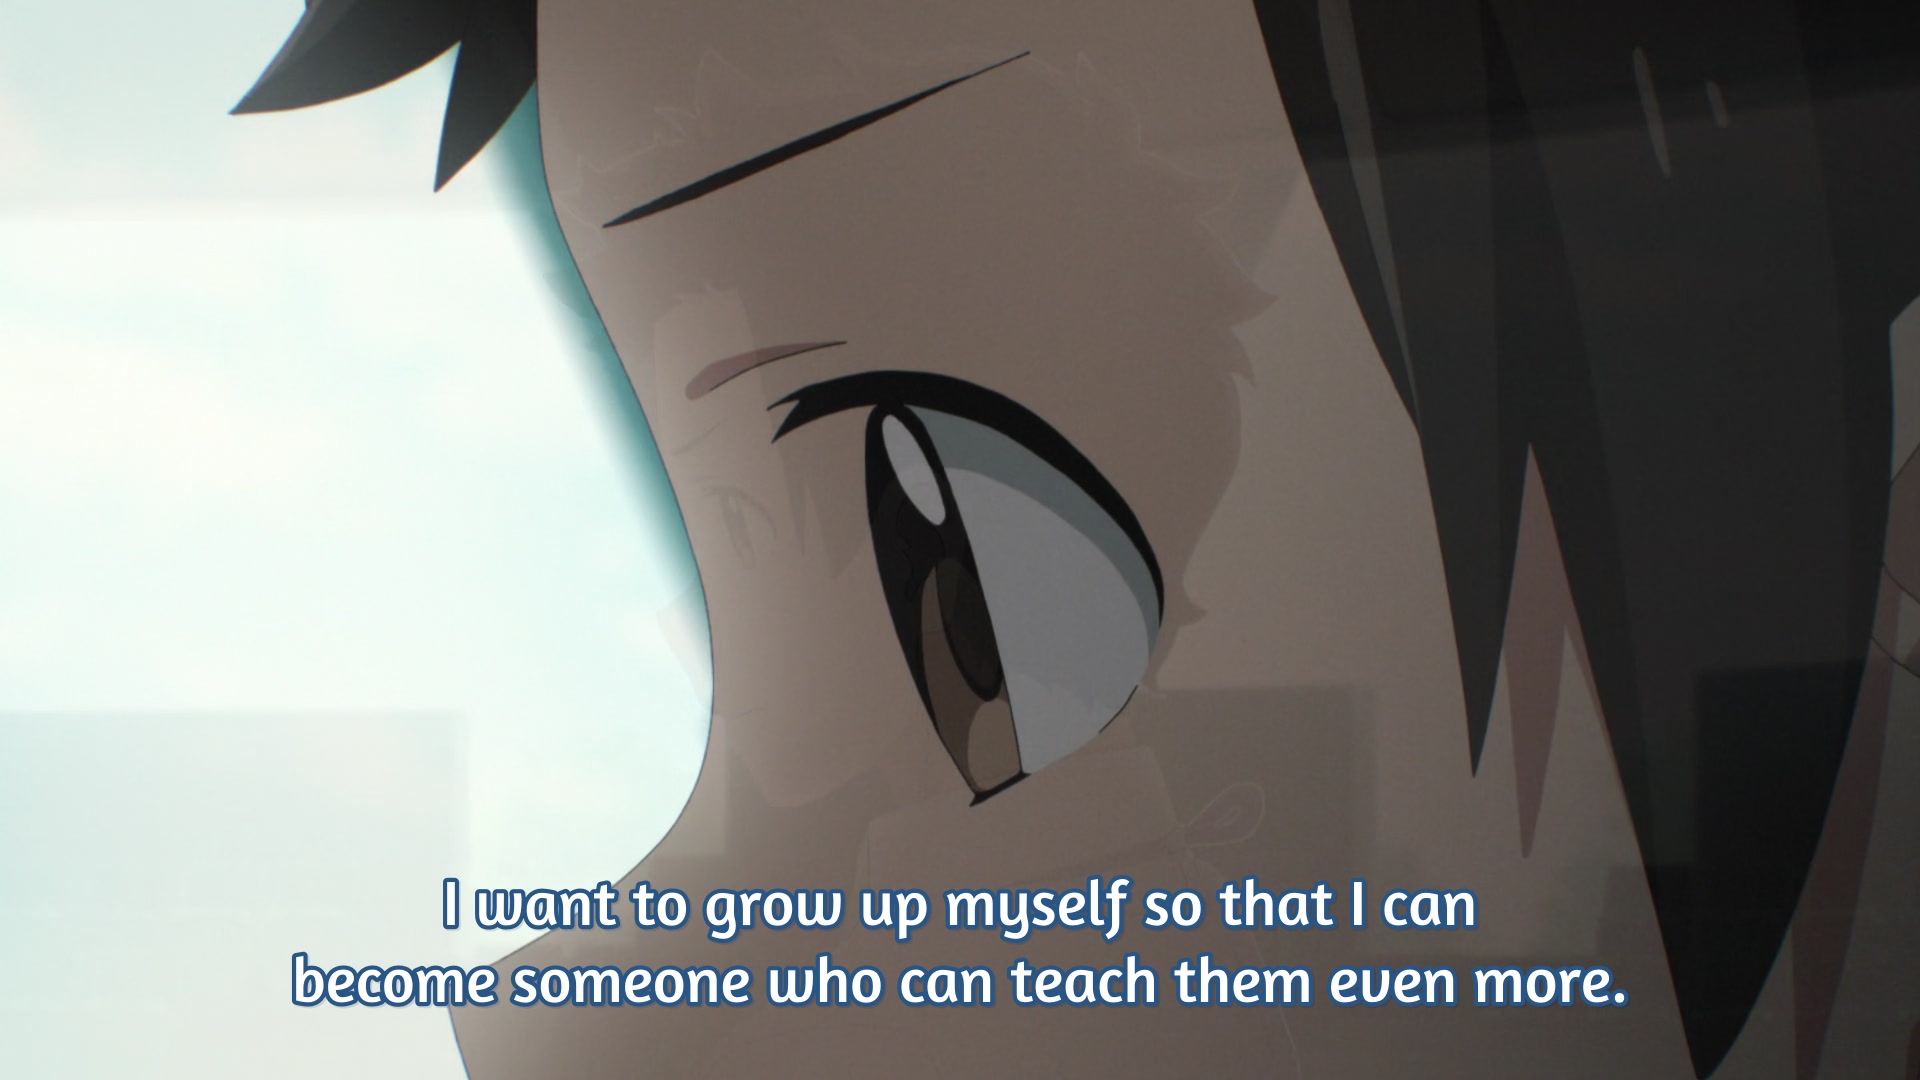 I want to grow up myself so that I can
become someone who can teach them even more.